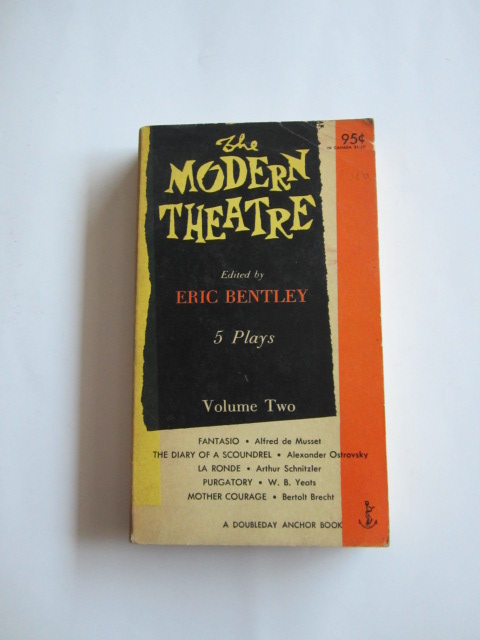 95¢
The
MODERN
THEATRE
Edited by
ERIC BENTLEY
5 Plays
Volume Two
FANTASIO • Alfred de Musset
THE DIARY OF A SCOUNDREL • Alexander Ostrovsky
LA RONDE • Arthur Schnitzler
PURGATORY • W. B. Yeats
MOTHER COURAGE • Bertolt Brecht
A DOUBLEDAY ANCHOR BOOK